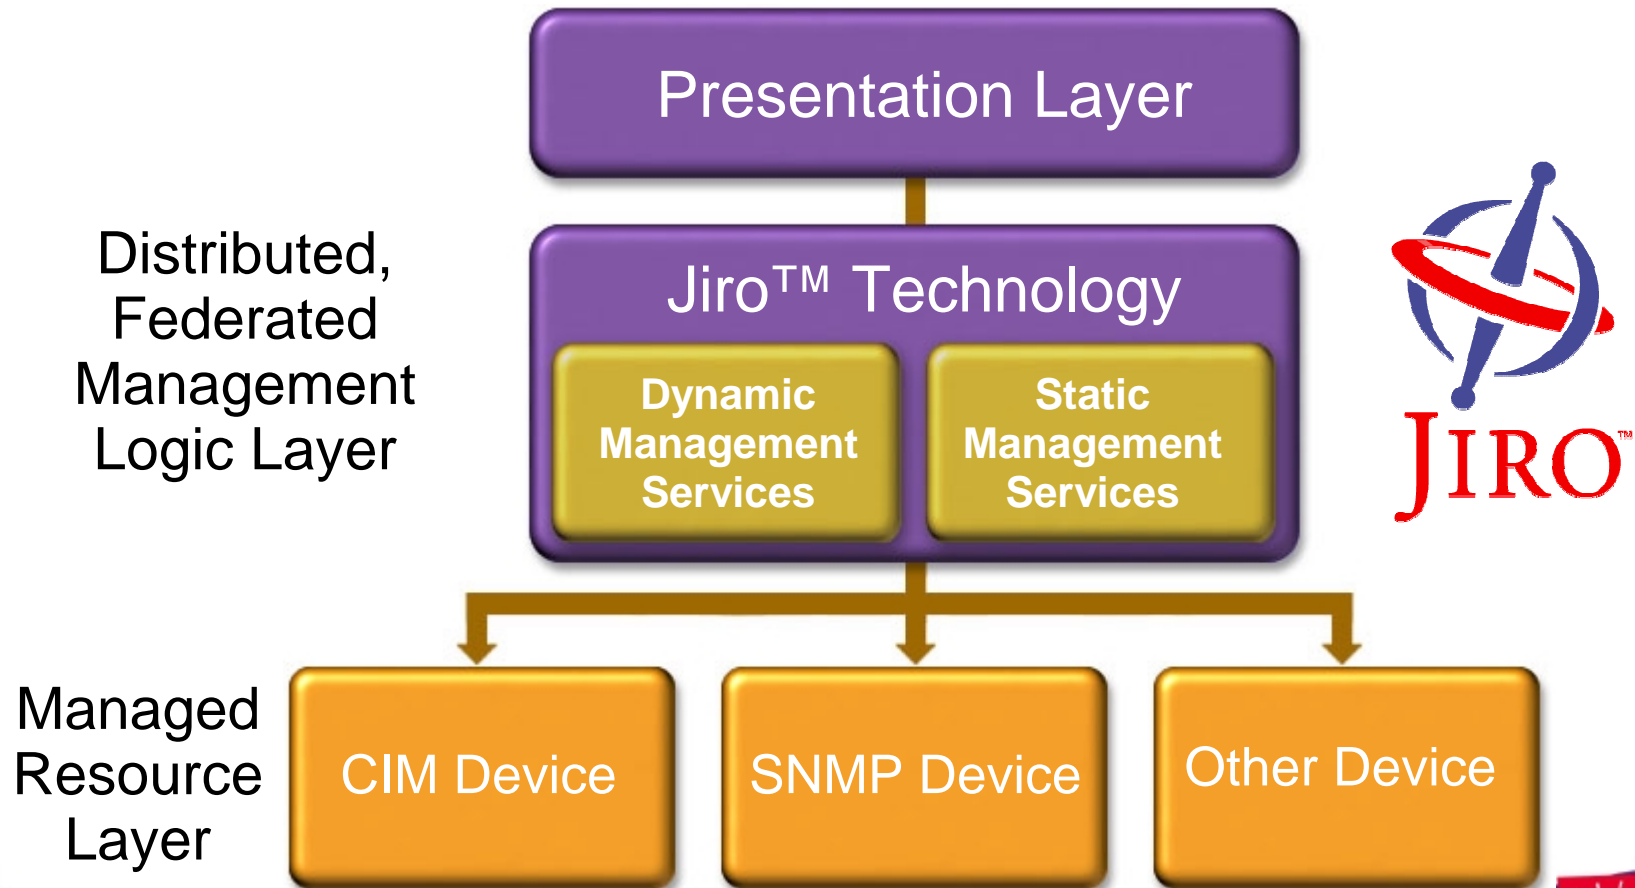 Presentation Layer
Distributed,
Federated
Management
Logic Layer
Jiro™ Technology
Dynamic
Management
Services
Static
Management
Services
JIRO™
Managed
Resource
Layer
CIM Device
SNMP Device
Other Device